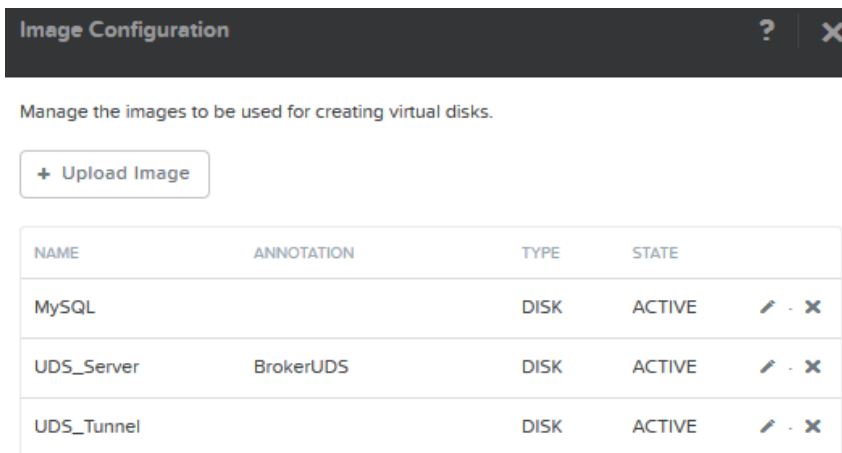 Image Configuration ? ×
Manage the images to be used for creating virtual disks.
+ Upload Image
NAME ANNOTATION TYPE STATE
MySQL DISK ACTIVE
UDS_Server BrokerUDS DISK ACTIVE
UDS_Tunnel DISK ACTIVE